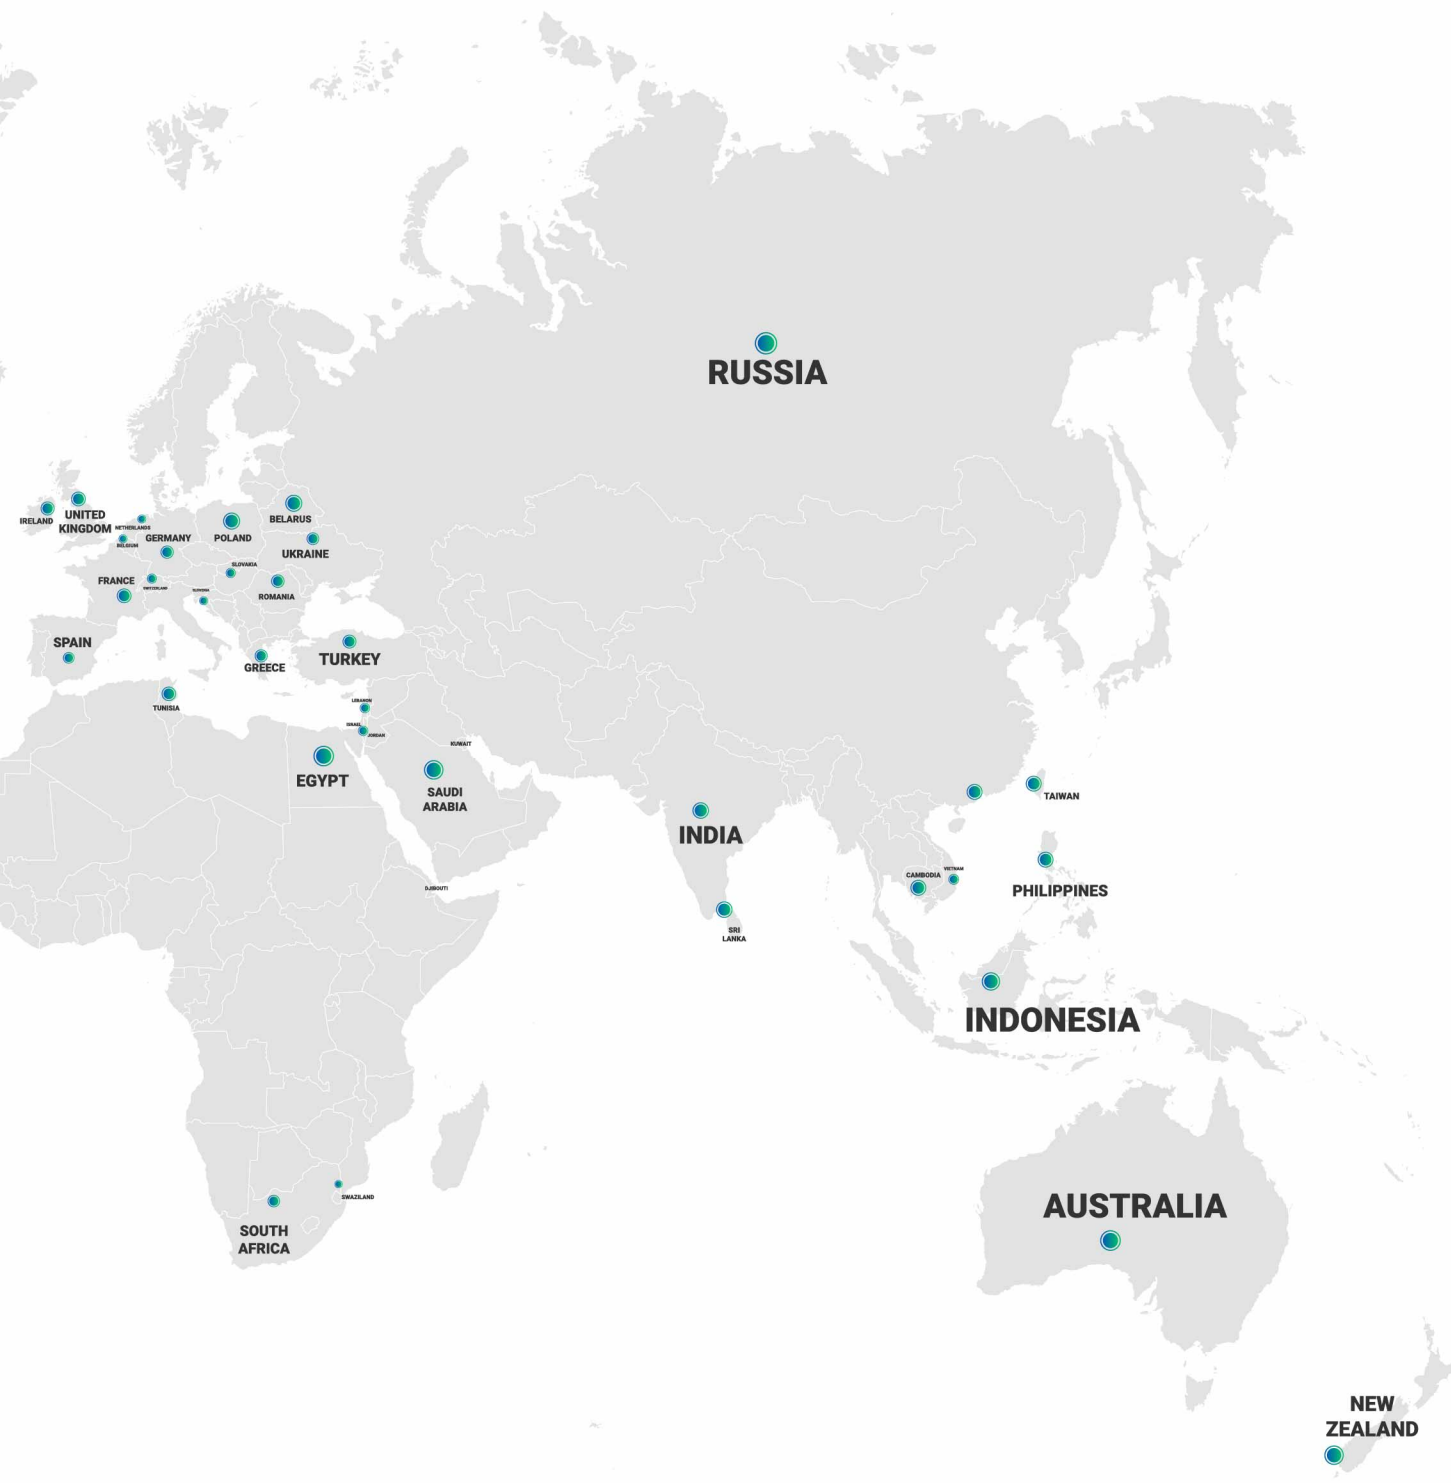 RUSSIA
IRELAND
UNITED
KINGDOM
NETHERLANDS
BELGIUM
GERMANY
POLAND
BELARUS
UKRAINE
SLOVAKIA
FRANCE
SWITZERLAND
SLOVENIA
ROMANIA
SPAIN
GREECE
TURKEY
TUNISIA
LEBANON
ISRAEL
JORDAN
KUWAIT
EGYPT
SAUDI
ARABIA
INDIA
TAIWAN
DJIBOUTI
VIETNAM
CAMBODIA
PHILIPPINES
SRI
LANKA
INDONESIA
SWAZILAND
SOUTH
AFRICA
AUSTRALIA
NEW
ZEALAND